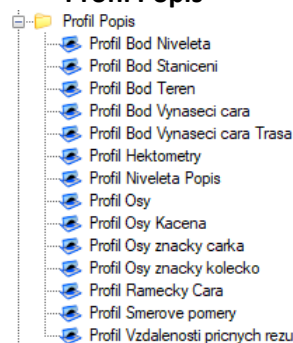 Profil Popis
Profil Popis
Profil Bod Niveleta
Profil Bod Staniceni
Profil Bod Teren
Profil Bod Vynaseci cara
Profil Bod Vynaseci cara Trasa
Profil Hektometry
Profil Niveleta Popis
Profil Osy
Profil Osy Kacena
Profil Osy znacky carka
Profil Osy znacky kolecko
Profil Ramecky Cara
Profil Smerove pomery
Profil Vzdalenosti pricnych rezu